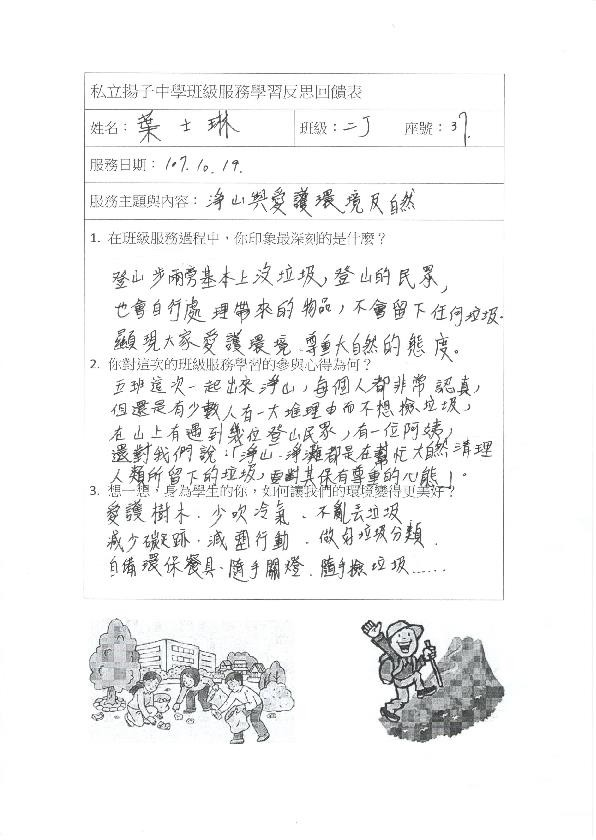 私立揚子中學班級服務學習反思回饋表
姓名：葉士琳 班級：二丁 座號：37.
服務日期：107.10.19.
服務主題與內容：淨山與愛護環境及自然
1. 在班級服務過程中，你印象最深刻的是什麼？
登山步兩旁基本上沒垃圾，登山的民眾，
也會自行處理帶來的物品，不會留下任何垃圾.
顯現大家愛護環境、尊重大自然的態度。
2. 你對這次的班級服務學習的參與心得為何？
五班這次一起出來淨山，每個人都非常認真，
但還是有少數人有一大堆理由而不想撿垃圾，
在山上有遇到幾位登山民眾，有一位阿姨，
還對我們說：「淨山、淨灘都是在幫忙大自然清理
人類所留下的垃圾，要對其保有尊重的心態！」。
3. 想一想，身為學生的你，如何讓我們的環境變得更美好？
愛護樹木、少吹冷氣、不亂丟垃圾
減少碳足跡、減塑行動、做好垃圾分類、
自備環保餐具、隨手關燈、隨手撿垃圾......